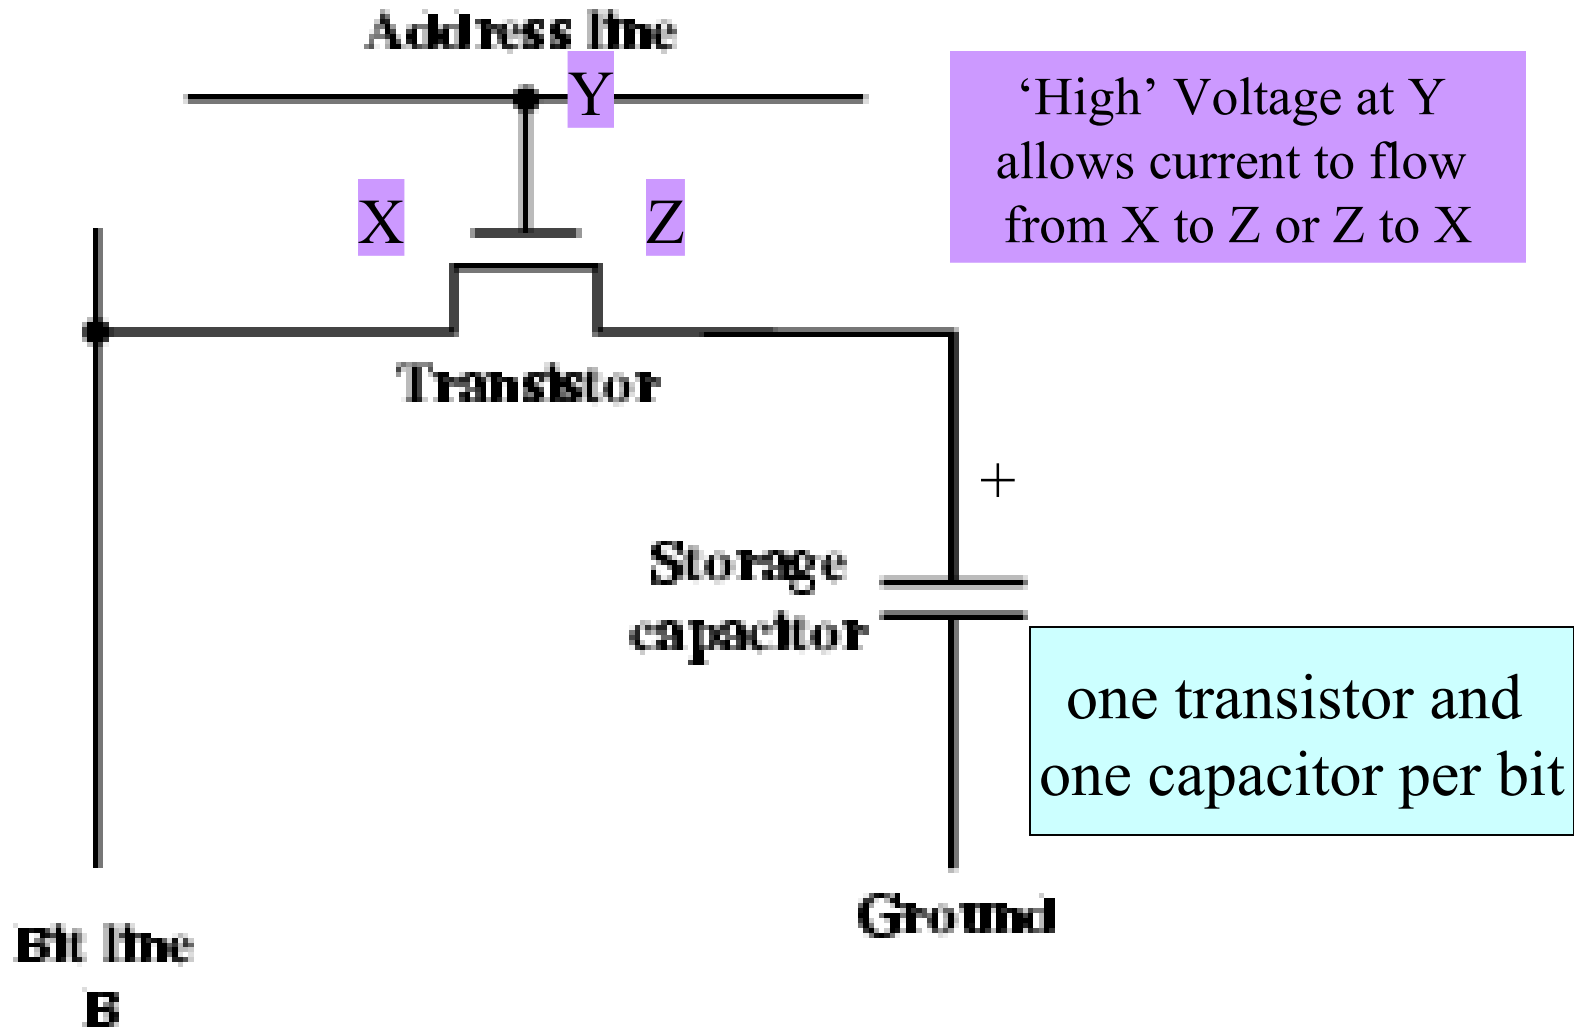 Address line
Y
‘High’ Voltage at Y
allows current to flow
from X to Z or Z to X
X
Z
Transistor
+
Storage
capacitor
one transistor and
one capacitor per bit
Ground
Bit line
B